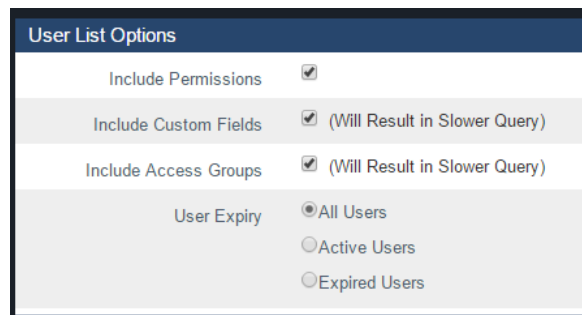 User List Options
Include Permissions
Include Custom Fields (Will Result in Slower Query)
Include Access Groups (Will Result in Slower Query)
User Expiry All Users
Active Users
Expired Users